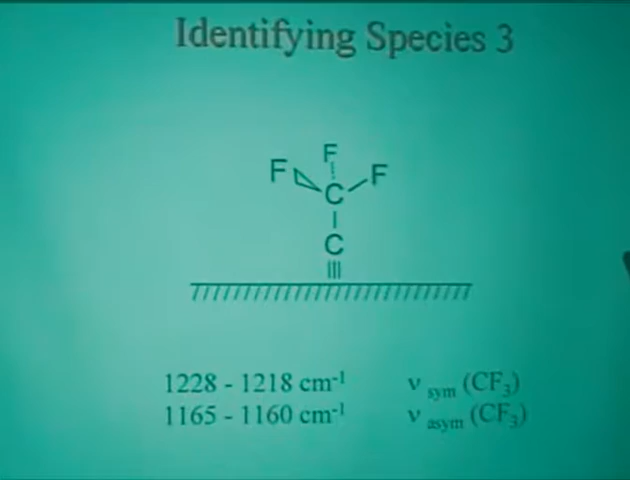 Identifying Species 3
F
F F
C
C
1228 - 1218 cm⁻¹ ν sym (CF₃)
1165 - 1160 cm⁻¹ ν asym (CF₃)